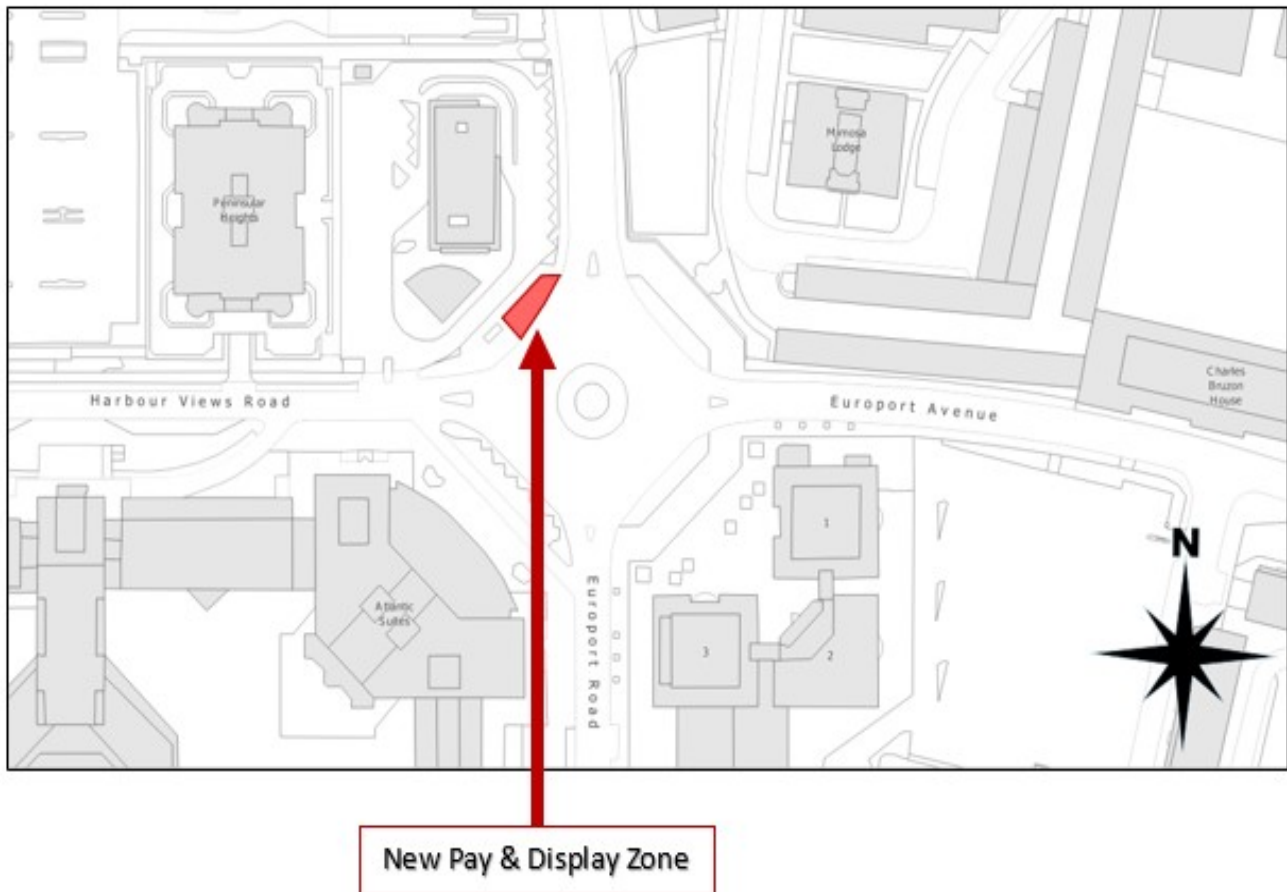 Mimosa
Lodge
Peninsular
Heights
Charles
Bruzon
House
Harbour Views Road
Europort Avenue
1
N
Atlantic
Suites
Europort Road
3
2
New Pay & Display Zone